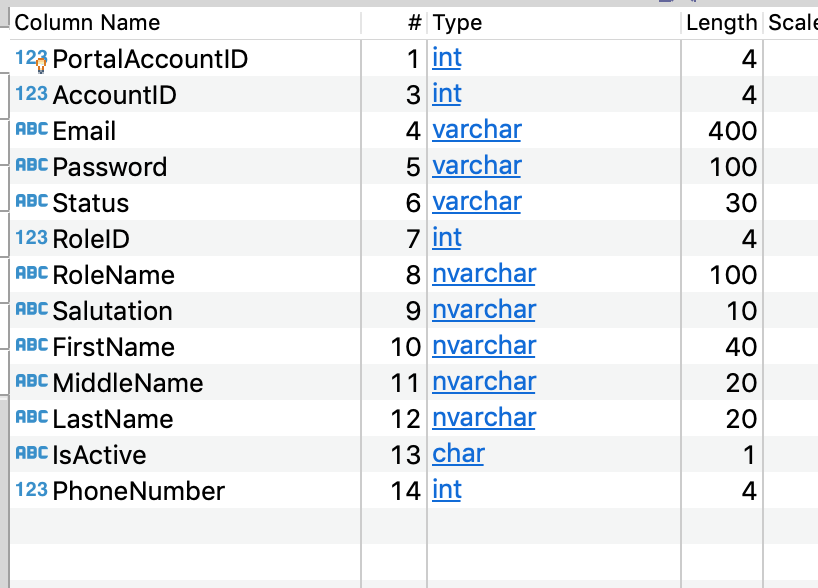 Column Name # Type Length Scale
123 PortalAccountID 1 int 4
123 AccountID 3 int 4
ABC Email 4 varchar 400
ABC Password 5 varchar 100
ABC Status 6 varchar 30
123 RoleID 7 int 4
ABC RoleName 8 nvarchar 100
ABC Salutation 9 nvarchar 10
ABC FirstName 10 nvarchar 40
ABC MiddleName 11 nvarchar 20
ABC LastName 12 nvarchar 20
ABC IsActive 13 char 1
123 PhoneNumber 14 int 4